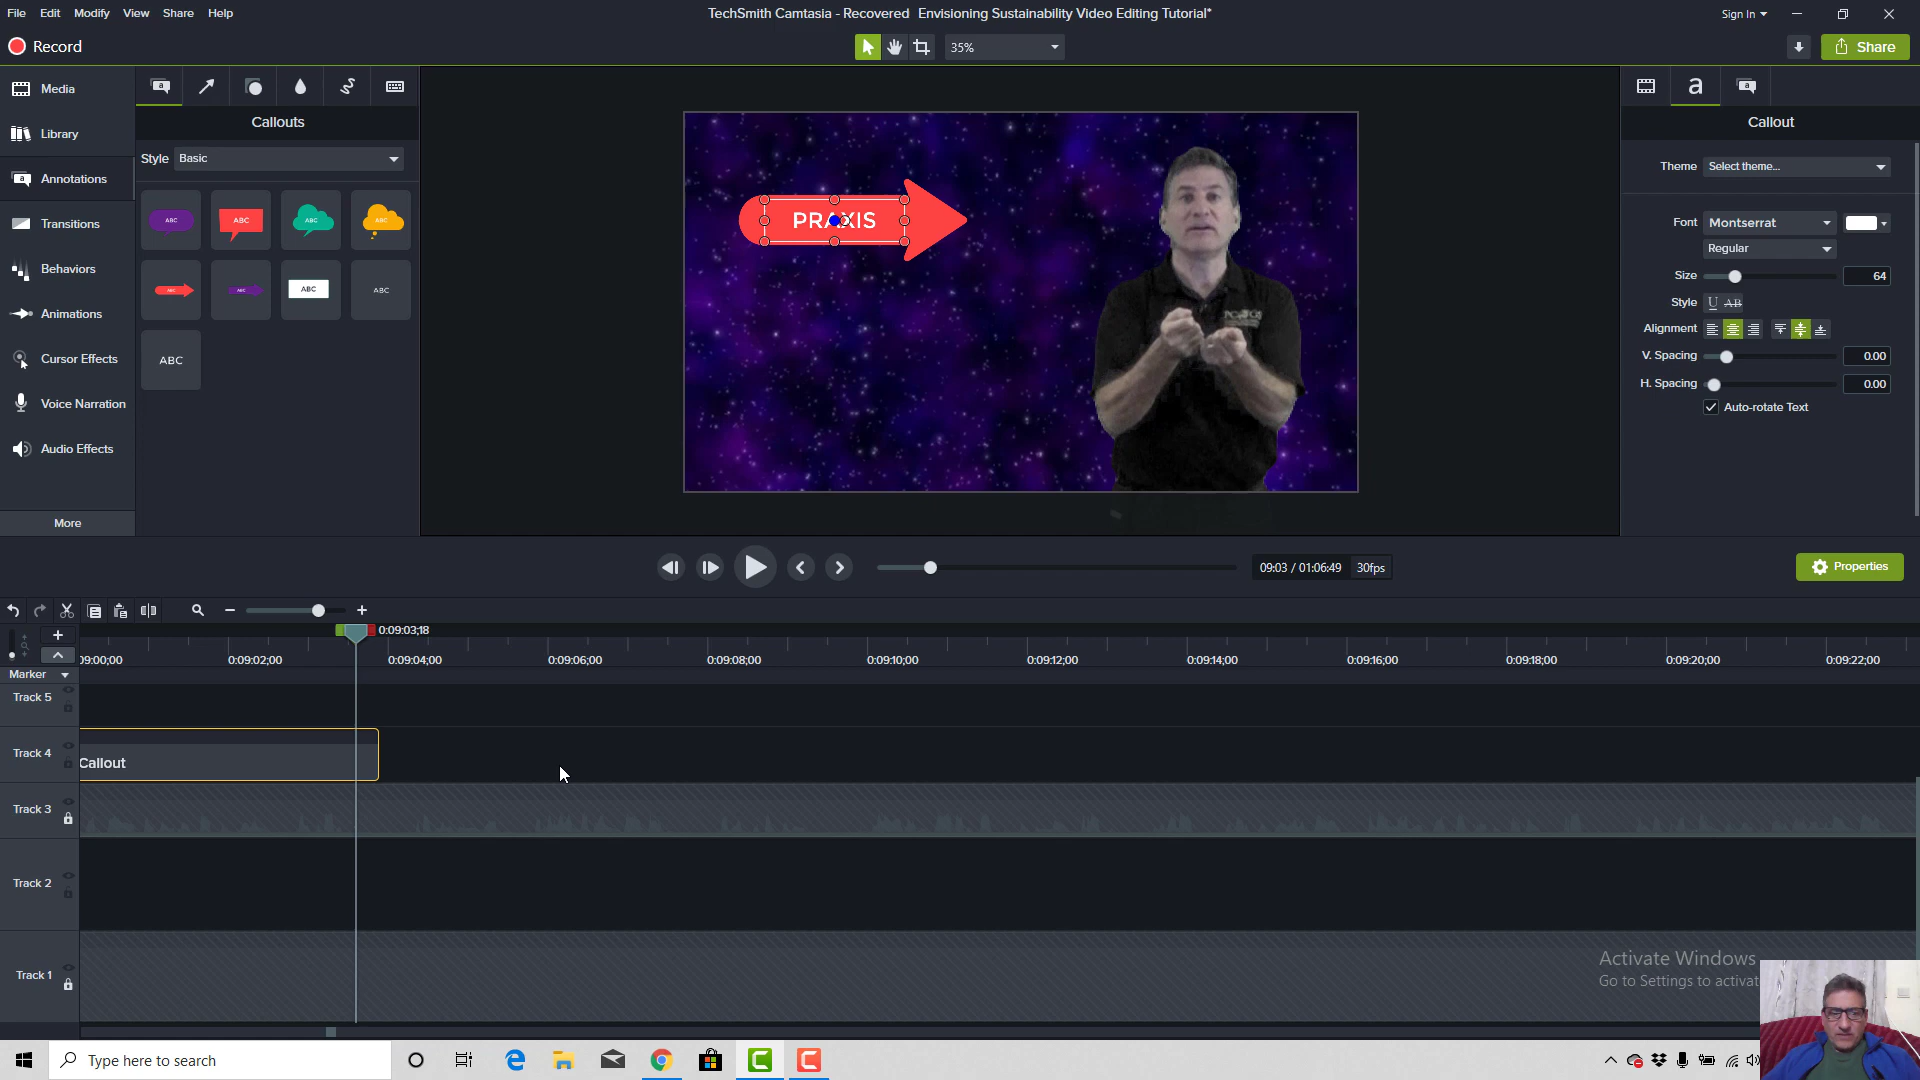 File Edit Modify View Share Help
TechSmith Camtasia - Recovered Envisioning Sustainability Video Editing Tutorial*
Sign In
Record
35%
Share
Media
Library
Annotations
Transitions
Behaviors
Animations
Cursor Effects
Voice Narration
Audio Effects
More
Callouts
Style Basic
ABC ABC ABC ABC
ABC ABC ABC ABC
ABC
PRAXIS
Callout
Theme Select theme...
Font Montserrat
Regular
Size 64
Style U AB
Alignment
V. Spacing 0.00
H. Spacing 0.00
Auto-rotate Text
09:03 / 01:06:49 30fps
Properties
0:09:03;18
0:09:02;00 0:09:04;00 0:09:06;00 0:09:08;00 0:09:10;00 0:09:12;00 0:09:14;00 0:09:16;00 0:09:18;00 0:09:20;00 0:09:22;00
Marker
Track 5
Track 4
Callout
Track 3
Track 2
Track 1
Activate Windows
Go to Settings to activat
Type here to search